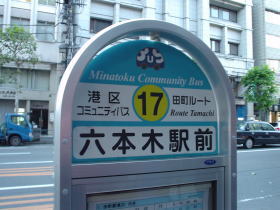 Minatoku Community Bus
港区
コミュニティバス
17
田町ルート
Route Tamachi
六本木駅前